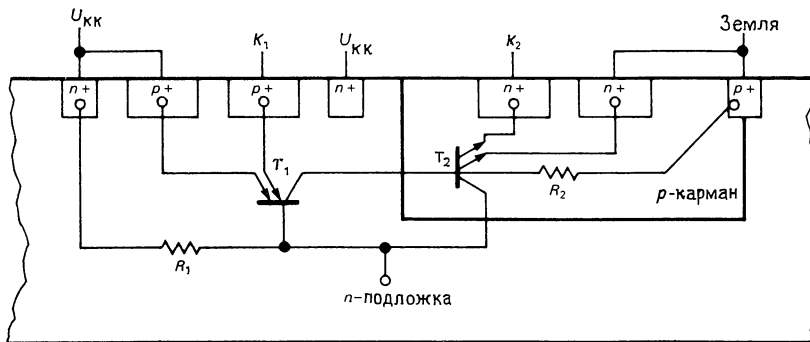 Uкк
K1
Uкк
K2
Земля
n+
p+
p+
n+
n+
n+
p+
T1
T2
R2
p-карман
R1
n-подложка